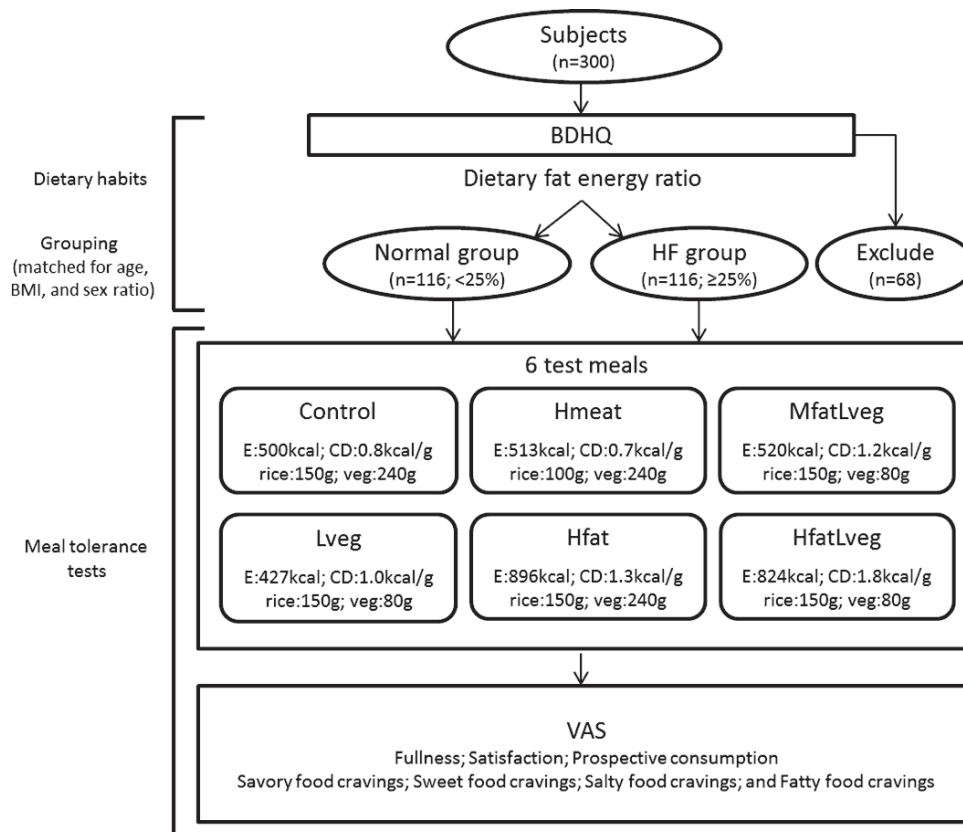 Subjects
(n=300)
BDHQ
Dietary habits
Dietary fat energy ratio
Grouping
(matched for age,
BMI, and sex ratio)
Normal group
(n=116; <25%)
HF group
(n=116; ≥25%)
Exclude
(n=68)
Meal tolerance
tests
6 test meals
Control
E:500kcal; CD:0.8kcal/g
rice:150g; veg:240g
Hmeat
E:513kcal; CD:0.7kcal/g
rice:100g; veg:240g
MfatLveg
E:520kcal; CD:1.2kcal/g
rice:150g; veg:80g
Lveg
E:427kcal; CD:1.0kcal/g
rice:150g; veg:80g
Hfat
E:896kcal; CD:1.3kcal/g
rice:150g; veg:240g
HfatLveg
E:824kcal; CD:1.8kcal/g
rice:150g; veg:80g
VAS
Fullness; Satisfaction; Prospective consumption
Savory food cravings; Sweet food cravings; Salty food cravings; and Fatty food cravings